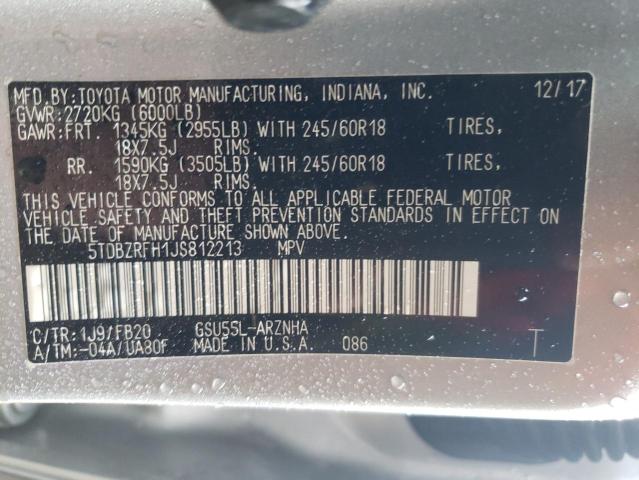 MFD.BY:TOYOTA MOTOR MANUFACTURING, INDIANA, INC. 12/17
GVWR:2720KG (6000LB)
GAWR:FRT. 1345KG (2955LB) WITH 245/60R18 TIRES,
18X7.5J RIMS.
RR. 1590KG (3505LB) WITH 245/60R18 TIRES,
18X7.5J RIMS.
THIS VEHICLE CONFORMS TO ALL APPLICABLE FEDERAL MOTOR
VEHICLE SAFETY AND THEFT PREVENTION STANDARDS IN EFFECT ON
THE DATE OF MANUFACTURE SHOWN ABOVE.
5TDBZRFH1JS812213 MPV
C/TR:1J9/FB20 GSU55L-ARZNHA
A/TM:-04A/UA80F MADE IN U.S.A. 086 T